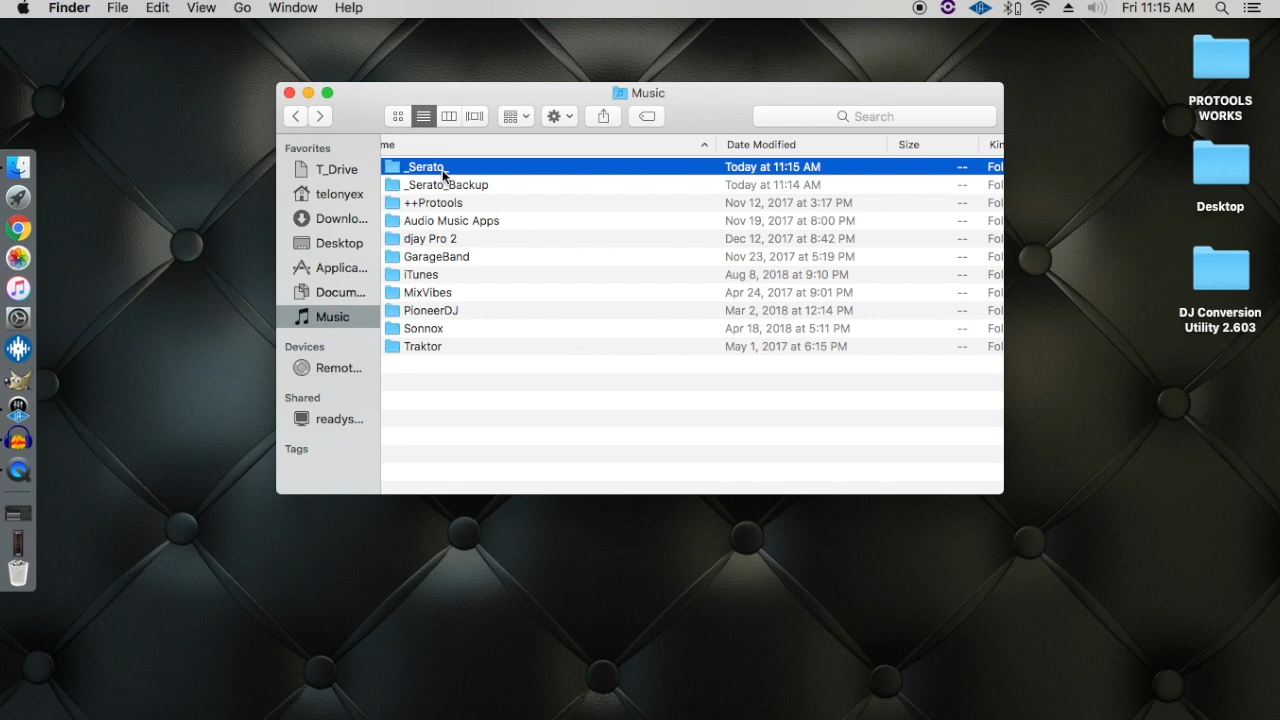 Finder File Edit View Go Window Help Fri 11:15 AM
Music
Search
Favorites
T_Drive
telonyex
Downlo...
Desktop
Applica...
Docum...
Music
Devices
Remot...
Shared
readys...
Tags
me Date Modified Size Kin
_Serato_ Today at 11:15 AM -- Fol
_Serato_Backup Today at 11:14 AM -- Fol
++Protools Nov 12, 2017 at 3:17 PM -- Fol
Audio Music Apps Nov 19, 2017 at 8:00 PM -- Fol
djay Pro 2 Dec 12, 2017 at 8:42 PM -- Fol
GarageBand Nov 23, 2017 at 5:19 PM -- Fol
iTunes Aug 8, 2018 at 9:10 PM -- Fol
MixVibes Apr 24, 2017 at 9:01 PM -- Fol
PioneerDJ Mar 2, 2018 at 12:14 PM -- Fol
Sonnox Apr 18, 2018 at 5:11 PM -- Fol
Traktor May 1, 2017 at 6:15 PM -- Fol
PROTOOLS
WORKS
Desktop
DJ Conversion
Utility 2.603